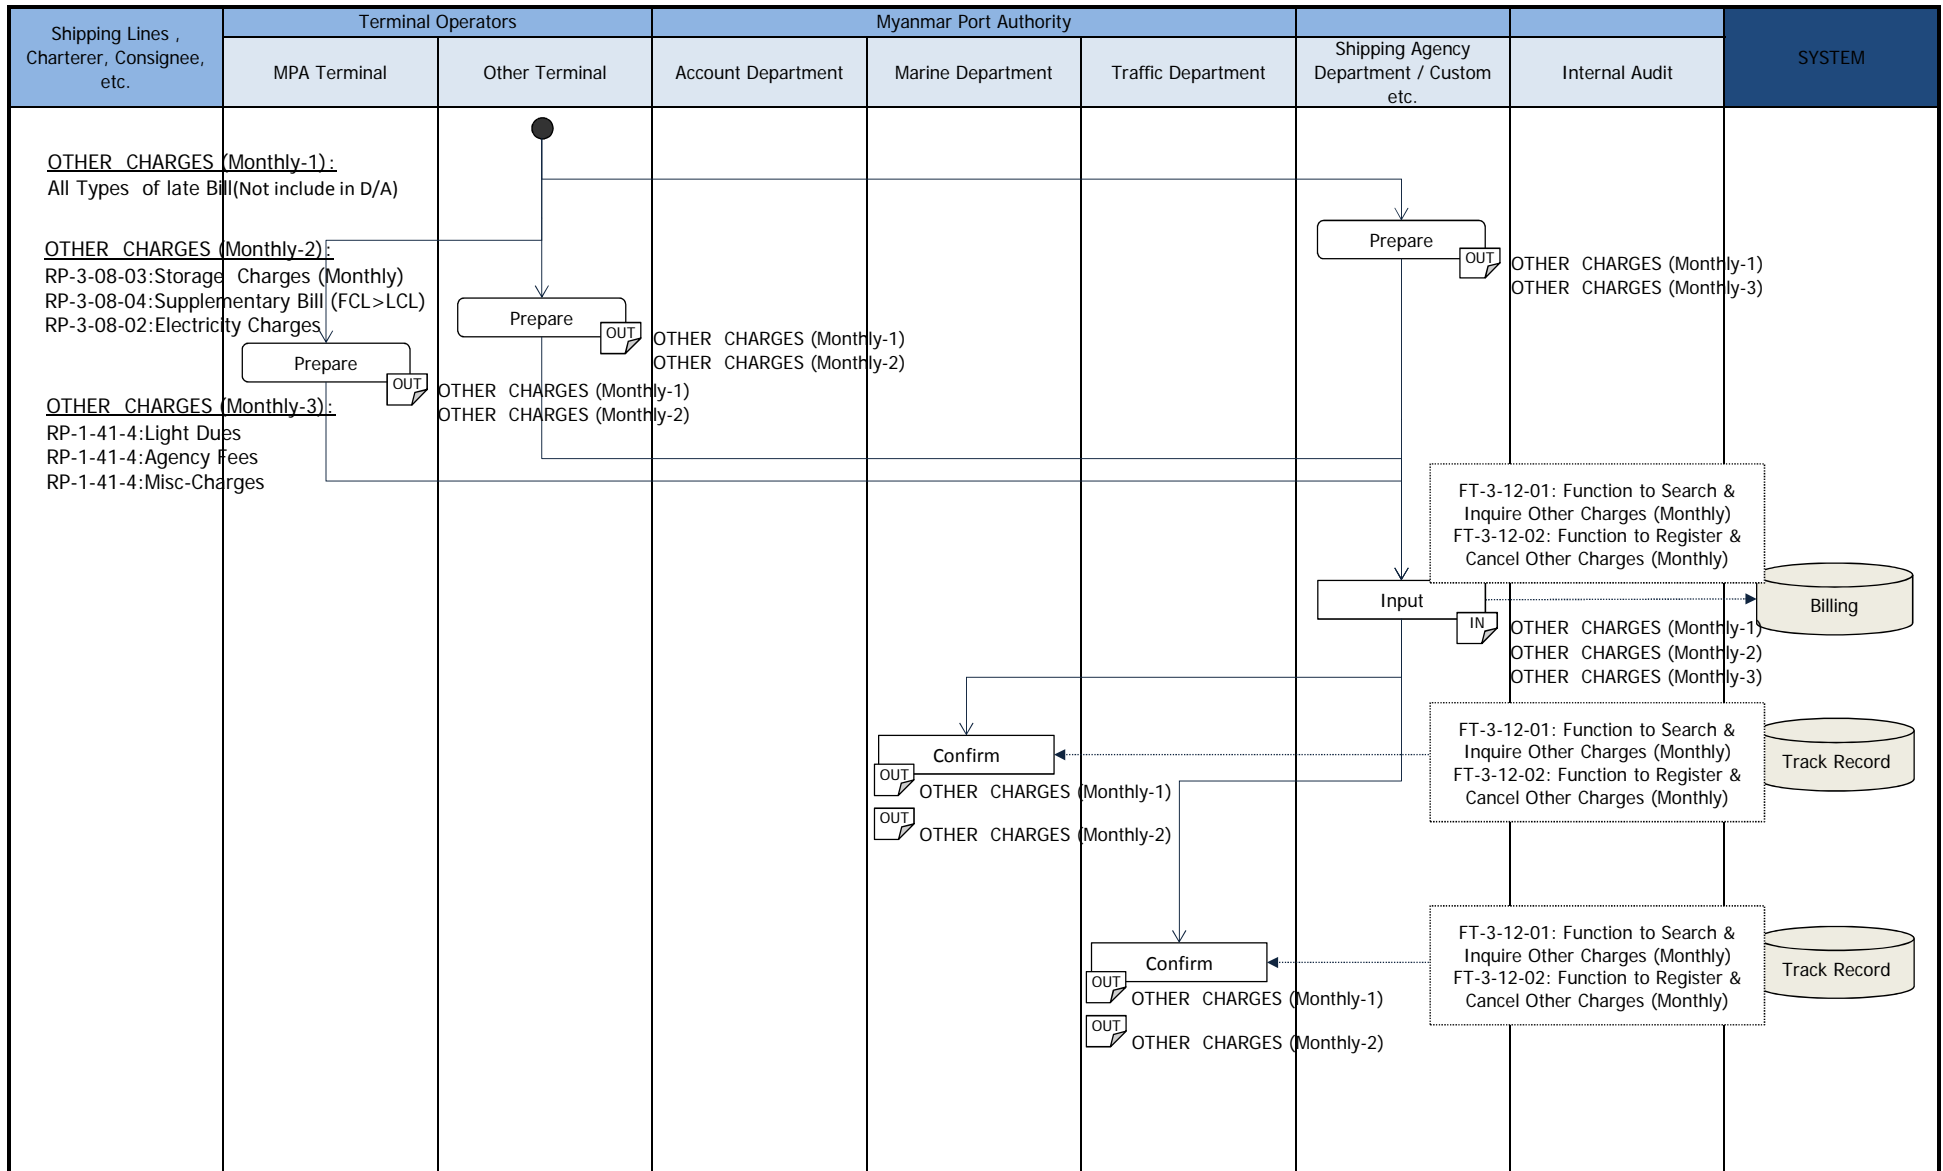 Shipping Lines ,
Charterer, Consignee,
etc.
Terminal Operators
Myanmar Port Authority
MPA Terminal
Other Terminal
Account Department
Marine Department
Traffic Department
Shipping Agency
Department / Custom
etc.
Internal Audit
SYSTEM
OTHER CHARGES (Monthly-1):
All Types of late Bill(Not include in D/A)
OTHER CHARGES (Monthly-2):
RP-3-08-03:Storage Charges (Monthly)
RP-3-08-04:Supplementary Bill (FCL>LCL)
RP-3-08-02:Electricity Charges
OTHER CHARGES (Monthly-3):
RP-1-41-4:Light Dues
RP-1-41-4:Agency Fees
RP-1-41-4:Misc-Charges
Prepare
OUT
OTHER CHARGES (Monthly-1)
OTHER CHARGES (Monthly-3)
Prepare
OUT
OTHER CHARGES (Monthly-1)
OTHER CHARGES (Monthly-2)
Prepare
OUT
OTHER CHARGES (Monthly-1)
OTHER CHARGES (Monthly-2)
FT-3-12-01: Function to Search &
Inquire Other Charges (Monthly)
FT-3-12-02: Function to Register &
Cancel Other Charges (Monthly)
Input
IN
Billing
OTHER CHARGES (Monthly-1)
OTHER CHARGES (Monthly-2)
OTHER CHARGES (Monthly-3)
Confirm
OUT
OTHER CHARGES (Monthly-1)
OUT
OTHER CHARGES (Monthly-2)
FT-3-12-01: Function to Search &
Inquire Other Charges (Monthly)
FT-3-12-02: Function to Register &
Cancel Other Charges (Monthly)
Track Record
Confirm
OUT
OTHER CHARGES (Monthly-1)
OUT
OTHER CHARGES (Monthly-2)
FT-3-12-01: Function to Search &
Inquire Other Charges (Monthly)
FT-3-12-02: Function to Register &
Cancel Other Charges (Monthly)
Track Record